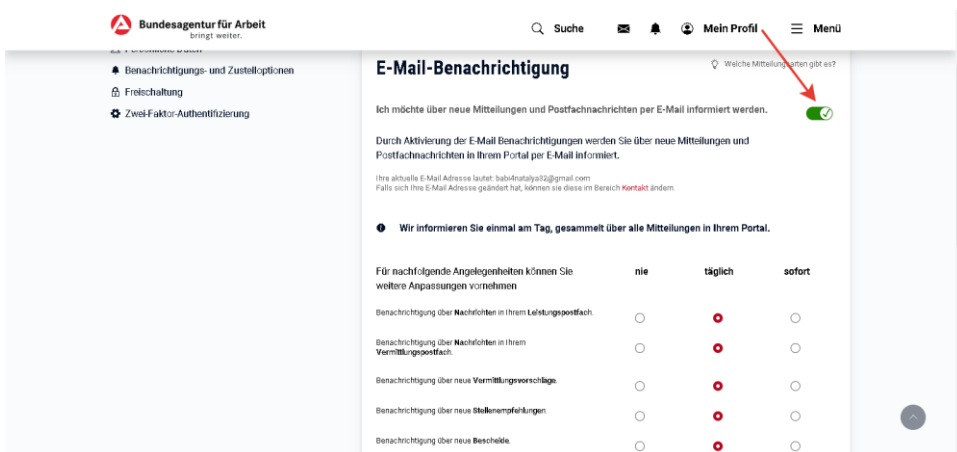 Bundesagentur für Arbeit
bringt weiter.
Suche
Mein Profil
Menü
Persönliche Daten
Benachrichtigungs- und Zustelloptionen
Freischaltung
Zwei-Faktor-Authentifizierung
E-Mail-Benachrichtigung
Welche Mitteilungsarten gibt es?
Ich möchte über neue Mitteilungen und Postfachnachrichten per E-Mail informiert werden.
Durch Aktivierung der E-Mail Benachrichtigungen werden Sie über neue Mitteilungen und
Postfachnachrichten in Ihrem Portal per E-Mail informiert.
Ihre aktuelle E-Mail Adresse lautet: babi4natalya82@gmail.com
Falls sich Ihre E-Mail Adresse geändert hat, können sie diese im Bereich Kontakt ändern.
Wir informieren Sie einmal am Tag, gesammelt über alle Mitteilungen in Ihrem Portal.
Für nachfolgende Angelegenheiten können Sie
weitere Anpassungen vornehmen
nie
täglich
sofort
Benachrichtigung über Nachrichten in Ihrem Leistungspostfach.
Benachrichtigung über Nachrichten in Ihrem
Vermittlungspostfach.
Benachrichtigung über neue Vermittlungsvorschläge.
Benachrichtigung über neue Stellenempfehlungen.
Benachrichtigung über neue Bescheide.